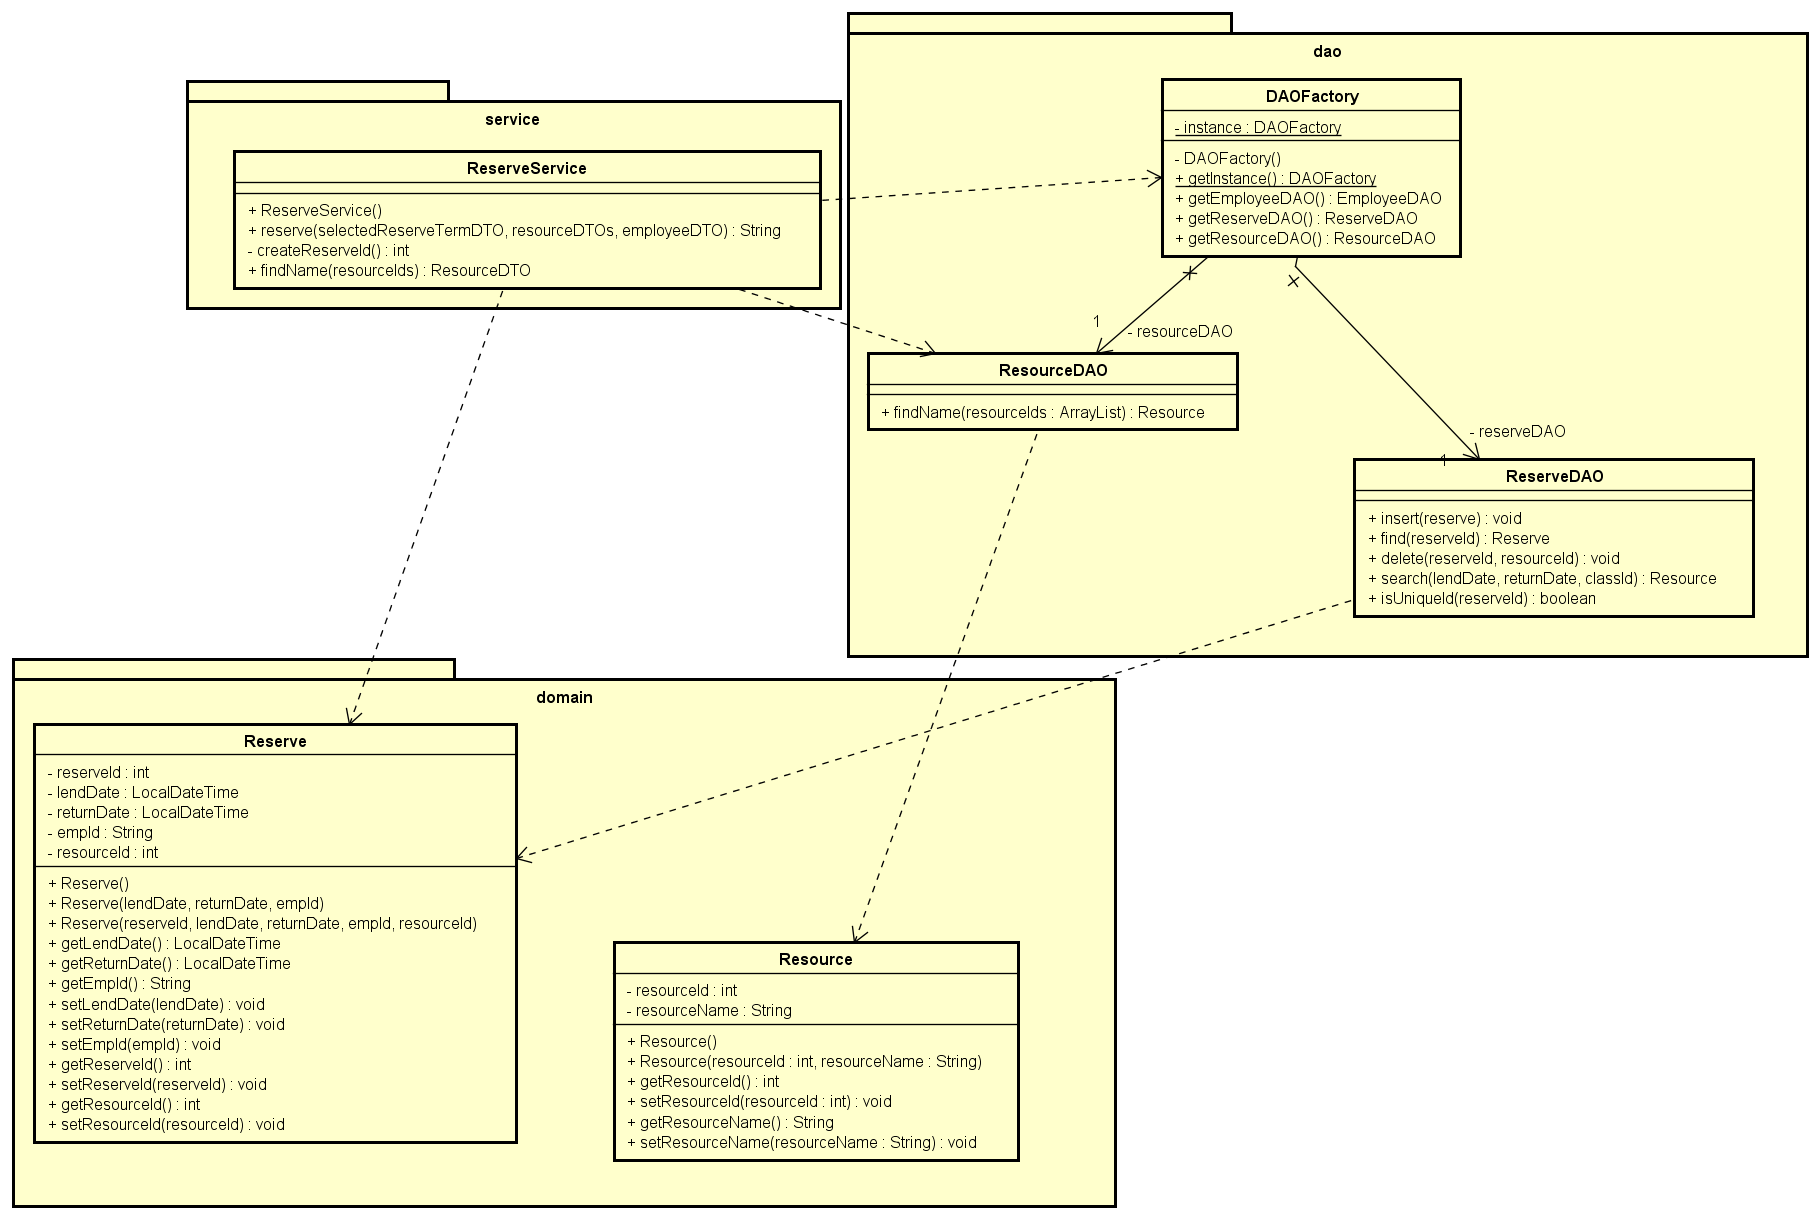 service
ReserveService
+ ReserveService()
+ reserve(selectedReserveTermDTO, resourceDTOs, employeeDTO) : String
- createReserveId() : int
+ findName(resourceIds) : ResourceDTO
dao
DAOFactory
- instance : DAOFactory
- DAOFactory()
+ getInstance() : DAOFactory
+ getEmployeeDAO() : EmployeeDAO
+ getReserveDAO() : ReserveDAO
+ getResourceDAO() : ResourceDAO
1
- resourceDAO
ResourceDAO
+ findName(resourceIds : ArrayList) : Resource
- reserveDAO
1
ReserveDAO
+ insert(reserve) : void
+ find(reserveId) : Reserve
+ delete(reserveId, resourceId) : void
+ search(lendDate, returnDate, classId) : Resource
+ isUniqueId(reserveId) : boolean
domain
Reserve
- reserveId : int
- lendDate : LocalDateTime
- returnDate : LocalDateTime
- empId : String
- resourceId : int
+ Reserve()
+ Reserve(lendDate, returnDate, empId)
+ Reserve(reserveId, lendDate, returnDate, empId, resourceId)
+ getLendDate() : LocalDateTime
+ getReturnDate() : LocalDateTime
+ getEmpId() : String
+ setLendDate(lendDate) : void
+ setReturnDate(returnDate) : void
+ setEmpId(empId) : void
+ getReserveId() : int
+ setReserveId(reserveId) : void
+ getResourceId() : int
+ setResourceId(resourceId) : void
Resource
- resourceId : int
- resourceName : String
+ Resource()
+ Resource(resourceId : int, resourceName : String)
+ getResourceId() : int
+ setResourceId(resourceId : int) : void
+ getResourceName() : String
+ setResourceName(resourceName : String) : void